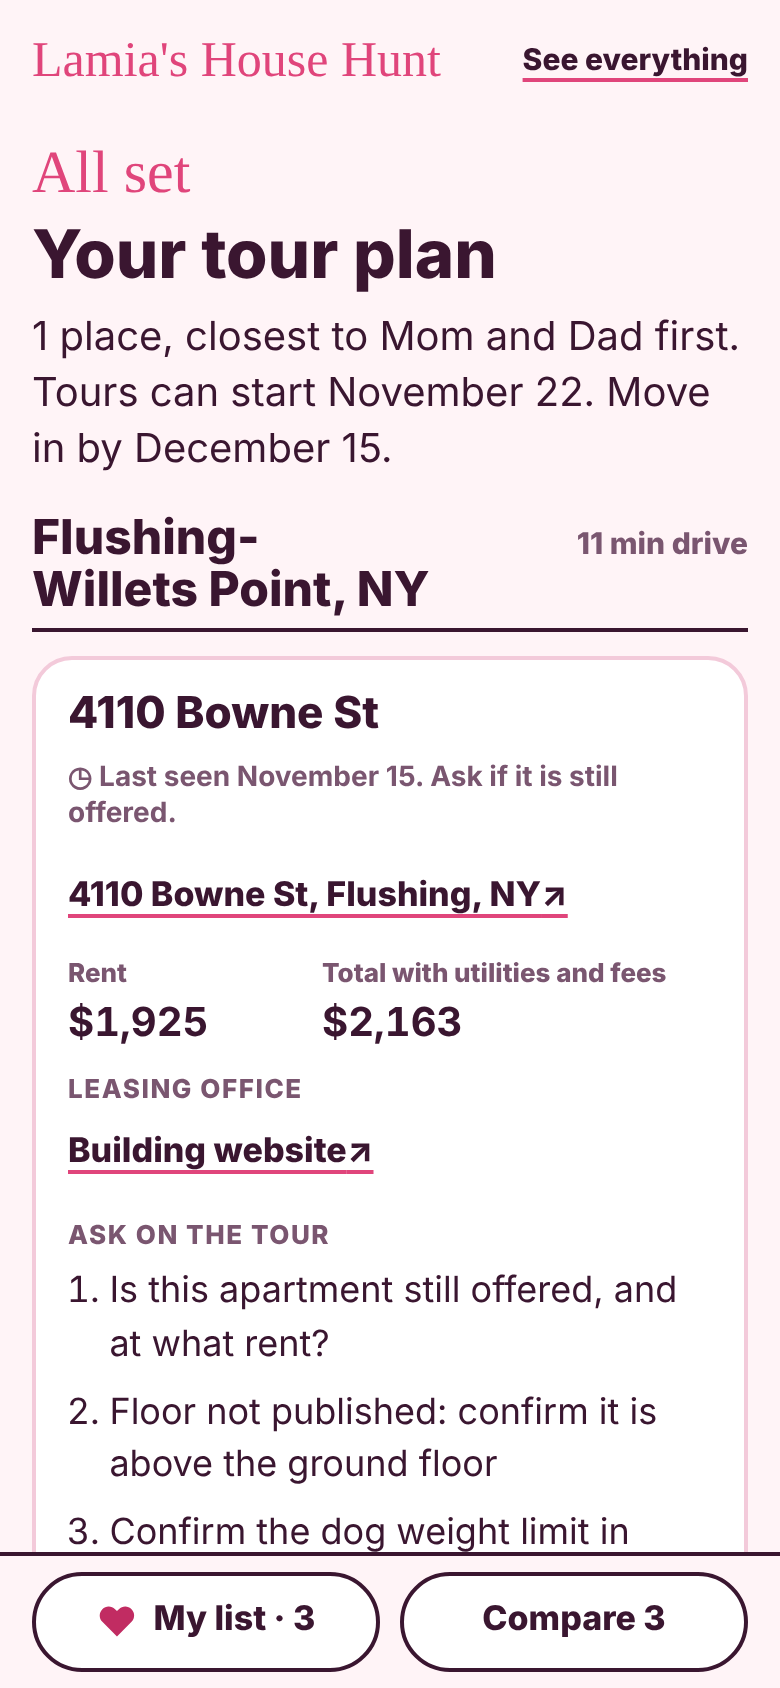 Lamia's House Hunt
See everything
All set
Your tour plan
1 place, closest to Mom and Dad first.
Tours can start November 22. Move
in by December 15.
Flushing-
Willets Point, NY
11 min drive
4110 Bowne St
Last seen November 15. Ask if it is still
offered.
4110 Bowne St, Flushing, NY↗
Rent
Total with utilities and fees
$1,925
$2,163
LEASING OFFICE
Building website↗
ASK ON THE TOUR
1. Is this apartment still offered, and
at what rent?
2. Floor not published: confirm it is
above the ground floor
3. Confirm the dog weight limit in
My list · 3
Compare 3